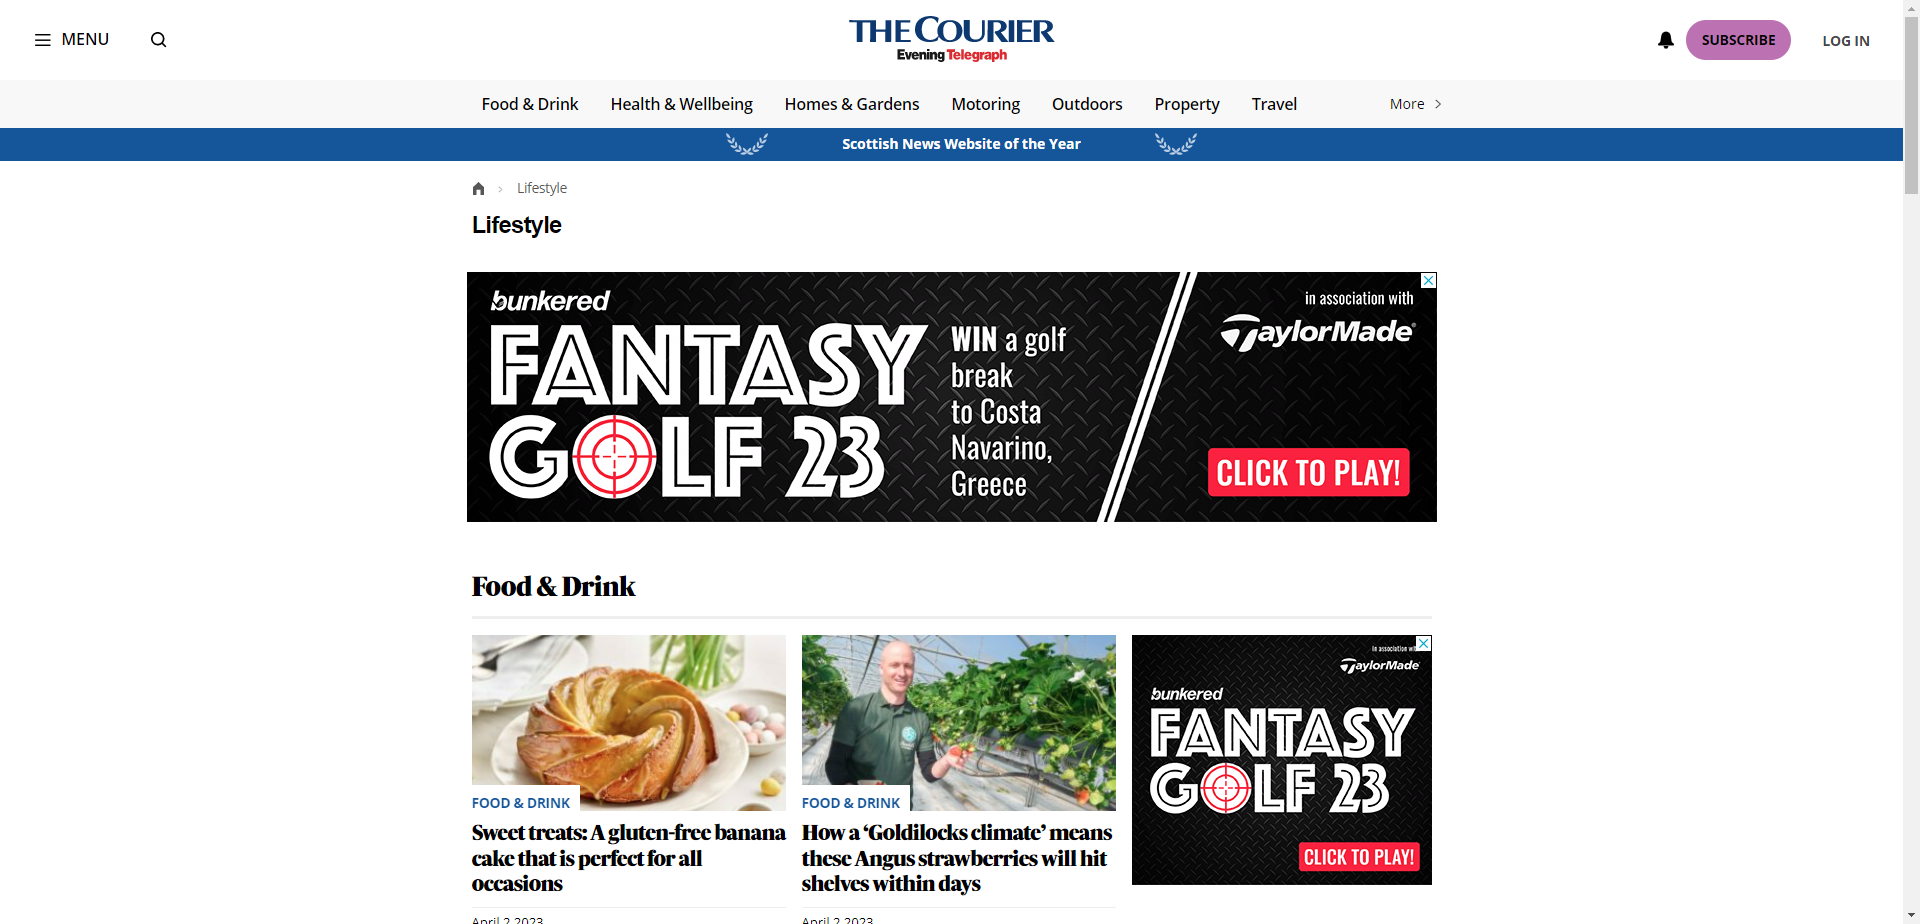 MENU
THE COURIER
Evening Telegraph
SUBSCRIBE
LOG IN
Food & Drink
Health & Wellbeing
Homes & Gardens
Motoring
Outdoors
Property
Travel
More
Scottish News Website of the Year
Lifestyle
Lifestyle
bunkered
FANTASY
GOLF 23
WIN a golf
break
to Costa
Navarino,
Greece
in association with
TaylorMade
CLICK TO PLAY!
Food & Drink
FOOD & DRINK
Sweet treats: A gluten-free banana
cake that is perfect for all
occasions
April 2 2023
FOOD & DRINK
How a ‘Goldilocks climate’ means
these Angus strawberries will hit
shelves within days
April 2 2023
in association
TaylorMade
bunkered
FANTASY
GOLF 23
CLICK TO PLAY!